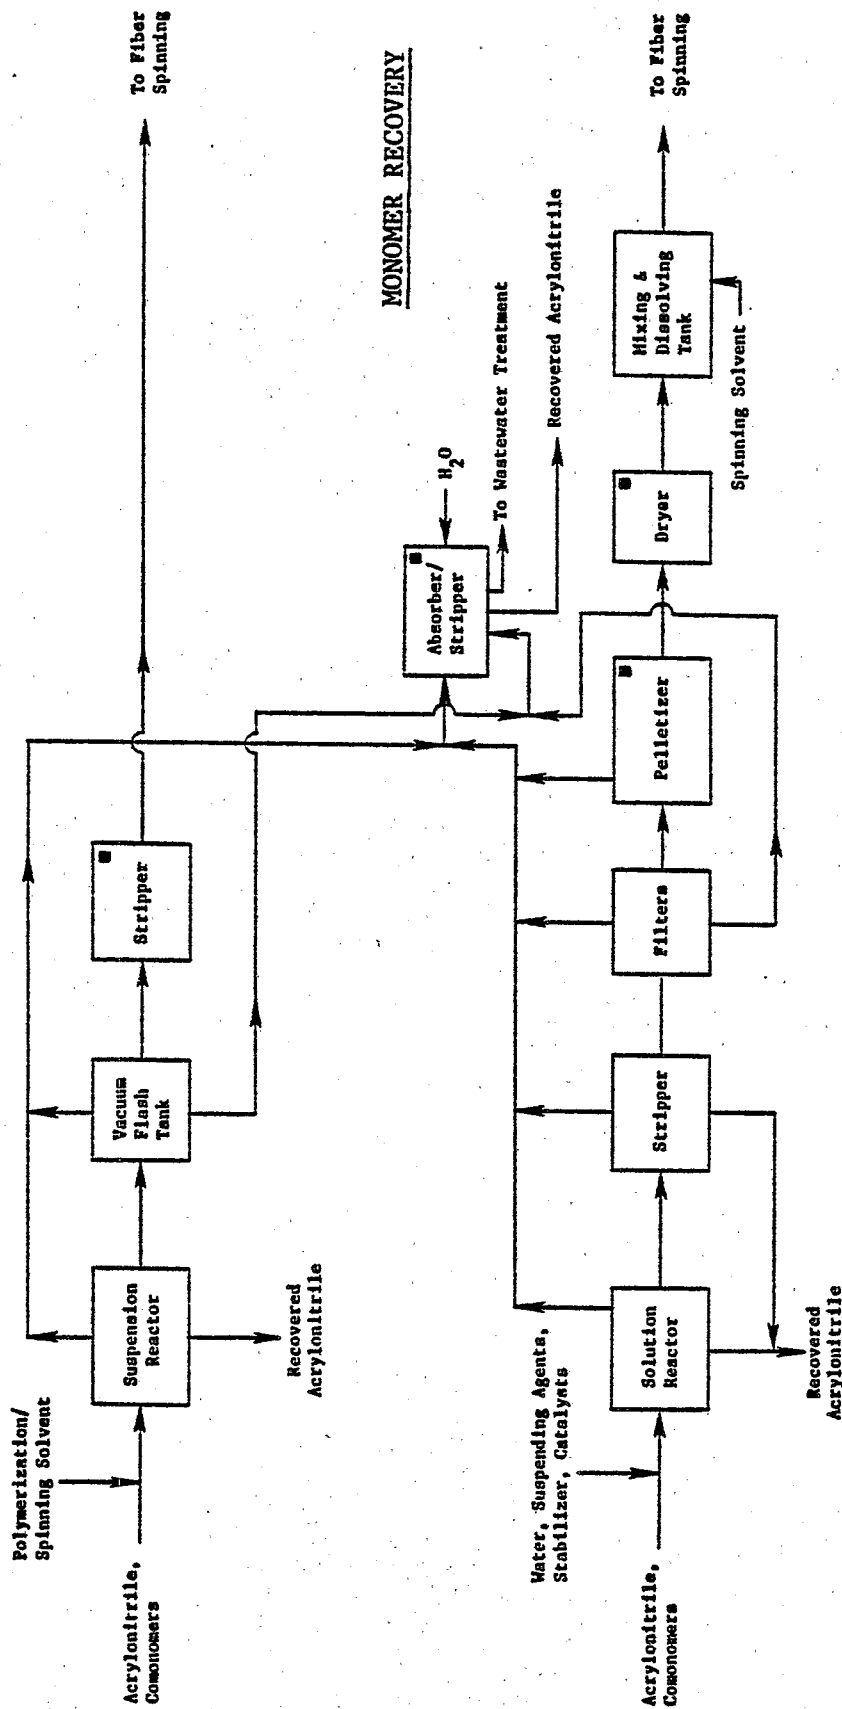 MONOMER RECOVERY
Polymerization/
Spinning Solvent
Acrylonitrile,
Comonomers
Suspension
Reactor
Recovered
Acrylonitrile
Vacuum
Flash
Tank
Stripper
To Fiber
Spinning
Absorber/
Stripper
H2O
To Wastewater Treatment
Recovered Acrylonitrile
Water, Suspending Agents,
Stabilizer, Catalysts
Acrylonitrile,
Comonomers
Solution
Reactor
Recovered
Acrylonitrile
Stripper
Filters
Pelletizer
Dryer
Mixing &
Dissolving
Tank
Spinning Solvent
To Fiber
Spinning